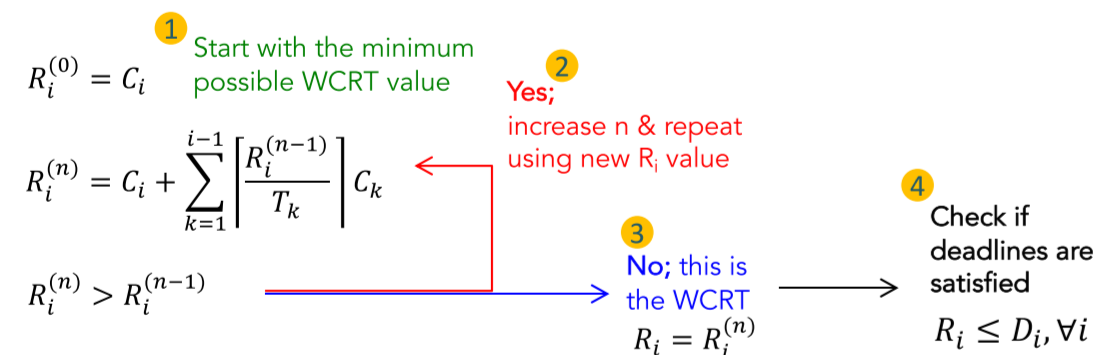 1
Start with the minimum
possible WCRT value
R_i^{(0)} = C_i
2
Yes;
increase n & repeat
using new R_i value
R_i^{(n)} = C_i + \sum_{k=1}^{i-1} \left\lceil \frac{R_i^{(n-1)}}{T_k} \right\rceil C_k
R_i^{(n)} > R_i^{(n-1)}
3
No; this is
the WCRT
R_i = R_i^{(n)}
4
Check if
deadlines are
satisfied
R_i ≤ D_i, ∀i